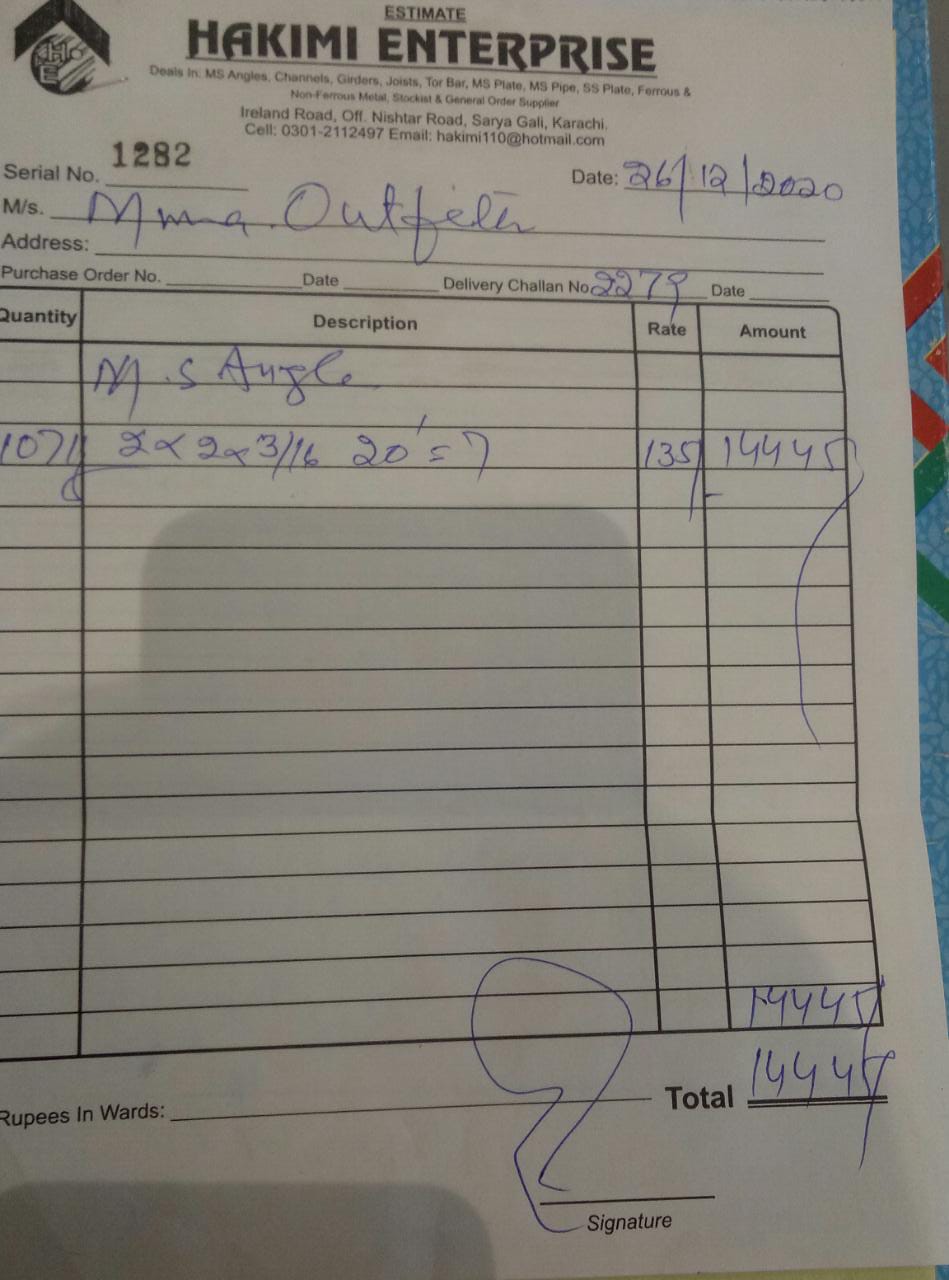 ESTIMATE
HAKIMI ENTERPRISE
Deals In: MS Angles, Channels, Girders, Joists, Tor Bar, MS Plate, MS Pipe, SS Plate, Ferrous &
Non-Ferrous Metal, Stockist & General Order Supplier
Ireland Road, Off. Nishtar Road, Sarya Gali, Karachi.
Cell: 0301-2112497 Email: hakimi110@hotmail.com
Serial No. 1282 Date: 26/12/2020
M/s. Outfeter
Address:
Purchase Order No. Date Delivery Challan No 2279 Date
Quantity Description Rate Amount
M.S Angle
107 2x2x3/16 20' = 7 135/- 14445
14445
Total 14445
Rupees In Wards:
Signature